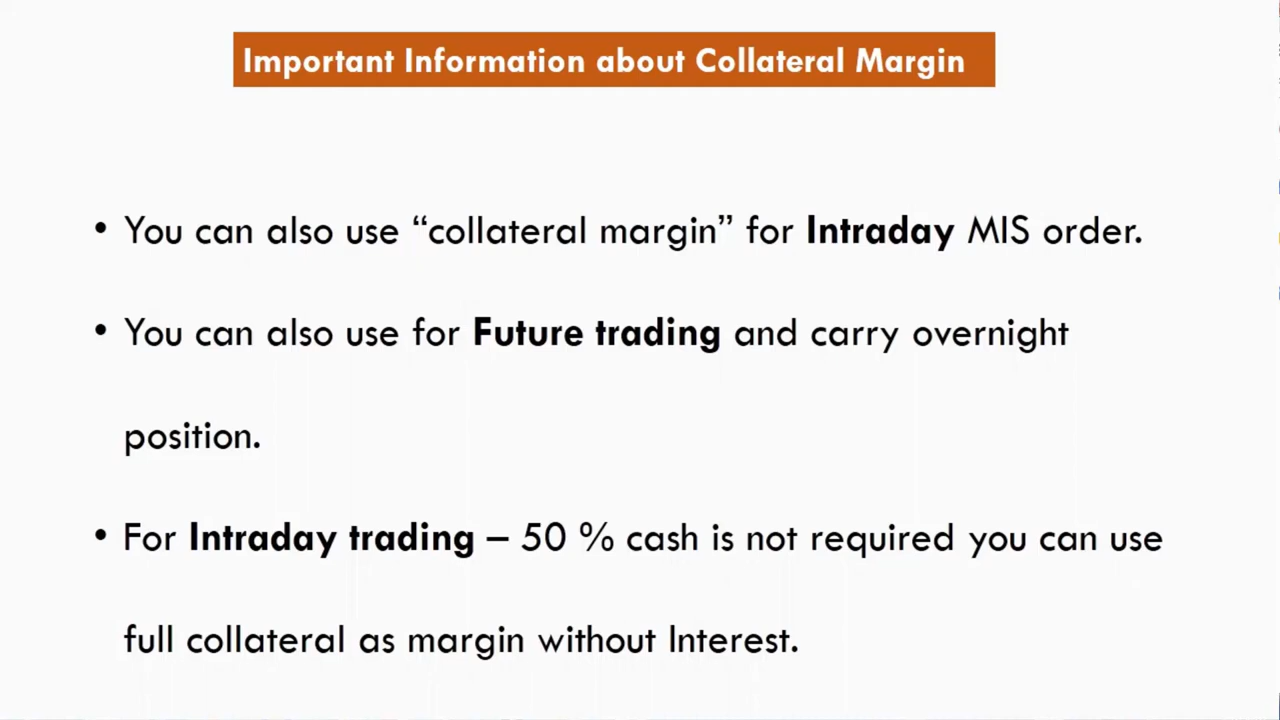 Important Information about Collateral Margin
• You can also use “collateral margin” for Intraday MIS order.
• You can also use for Future trading and carry overnight
position.
• For Intraday trading – 50 % cash is not required you can use
full collateral as margin without Interest.